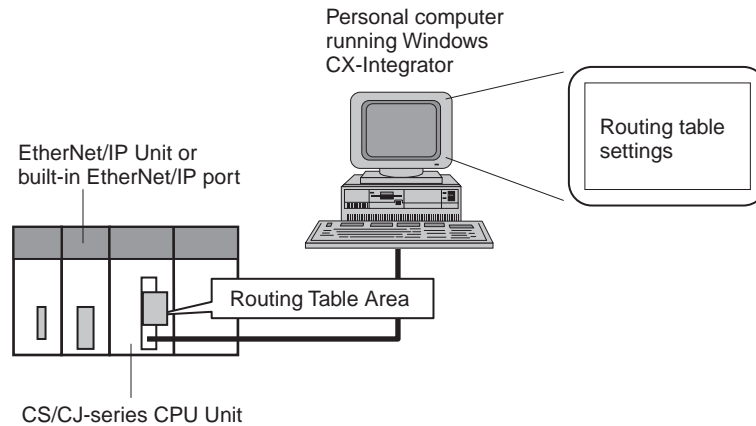 Personal computer
running Windows
CX-Integrator
Routing table
settings
EtherNet/IP Unit or
built-in EtherNet/IP port
Routing Table Area
CS/CJ-series CPU Unit